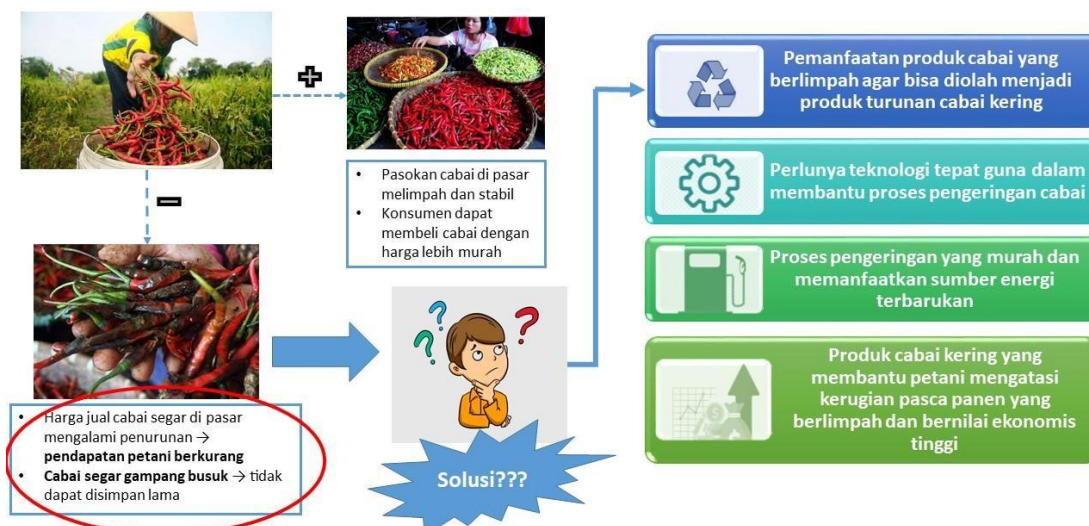 Pasokan cabai di pasar
melimpah dan stabil
Konsumen dapat
membeli cabai dengan
harga lebih murah
Harga jual cabai segar di pasar
mengalami penurunan →
pendapatan petani berkurang
Cabai segar gampang busuk → tidak
dapat disimpan lama
? ? ?
Solusi???
Pemanfaatan produk cabai yang
berlimpah agar bisa diolah menjadi
produk turunan cabai kering
Perlunya teknologi tepat guna dalam
membantu proses pengeringan cabai
Proses pengeringan yang murah dan
memanfaatkan sumber energi
terbarukan
Produk cabai kering yang
membantu petani mengatasi
kerugian pasca panen yang
berlimpah dan bernilai ekonomis
tinggi